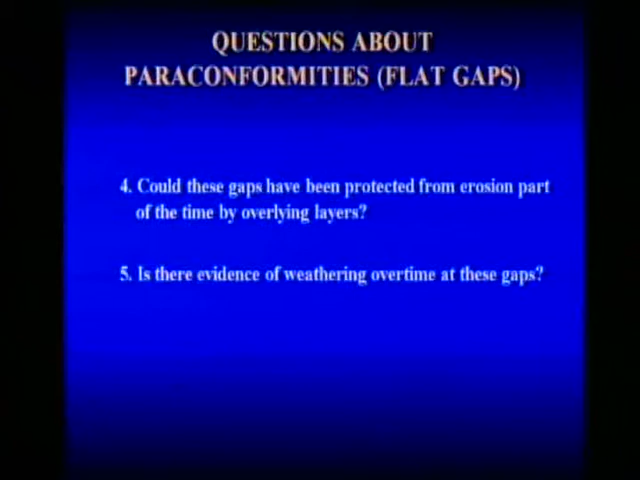 QUESTIONS ABOUT
PARACONFORMITIES (FLAT GAPS)
4. Could these gaps have been protected from erosion part
of the time by overlying layers?
5. Is there evidence of weathering overtime at these gaps?